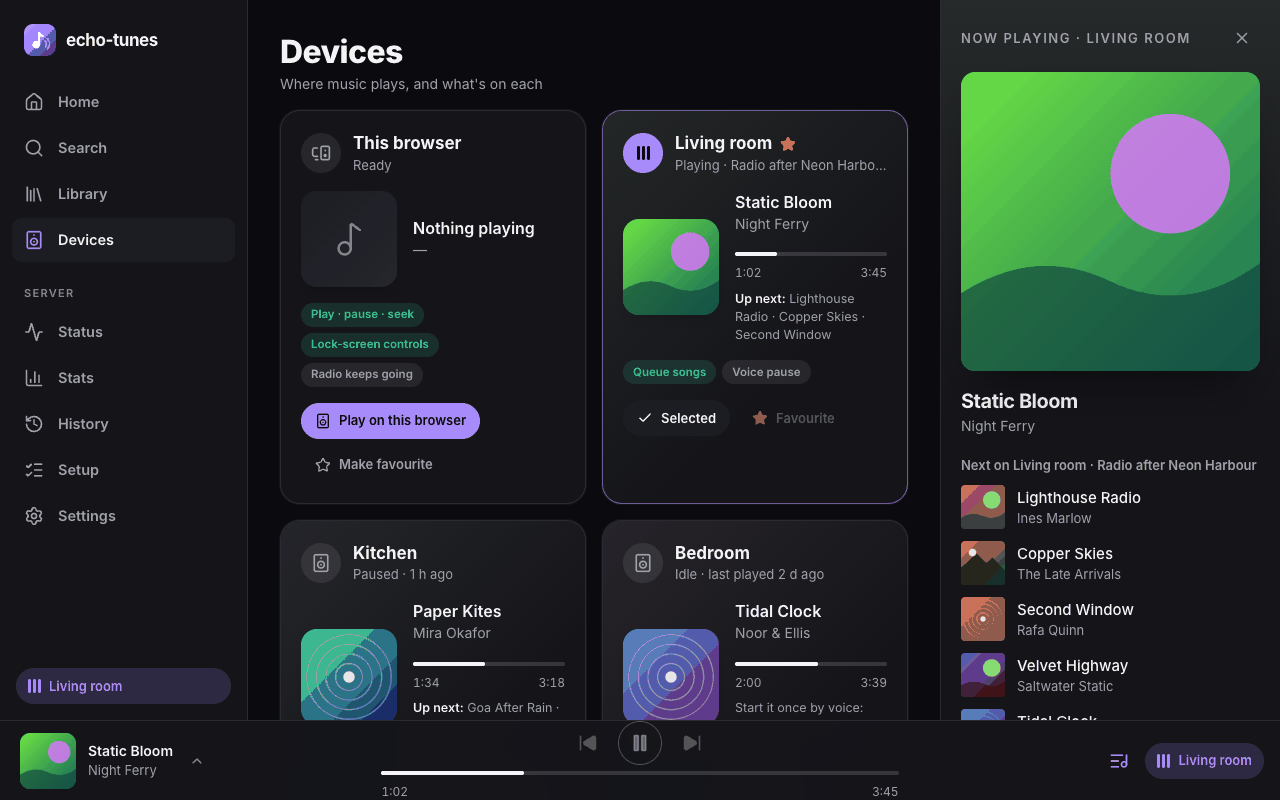 echo-tunes
Home
Search
Library
Devices
SERVER
Status
Stats
History
Setup
Settings
Living room
Devices
Where music plays, and what's on each
This browser
Ready
Nothing playing
—
Play · pause · seek
Lock-screen controls
Radio keeps going
Play on this browser
Make favourite
Living room
Playing · Radio after Neon Harbo...
Static Bloom
Night Ferry
1:02 3:45
Up next: Lighthouse
Radio · Copper Skies ·
Second Window
Queue songs Voice pause
Selected Favourite
Kitchen
Paused · 1 h ago
Paper Kites
Mira Okafor
1:34 3:18
Up next: Goa After Rain ·
Bedroom
Idle · last played 2 d ago
Tidal Clock
Noor & Ellis
2:00 3:39
Start it once by voice:
NOW PLAYING · LIVING ROOM
Static Bloom
Night Ferry
Next on Living room · Radio after Neon Harbour
Lighthouse Radio
Ines Marlow
Copper Skies
The Late Arrivals
Second Window
Rafa Quinn
Velvet Highway
Saltwater Static
Tidal Clock
Static Bloom
Night Ferry
1:02 3:45
Living room